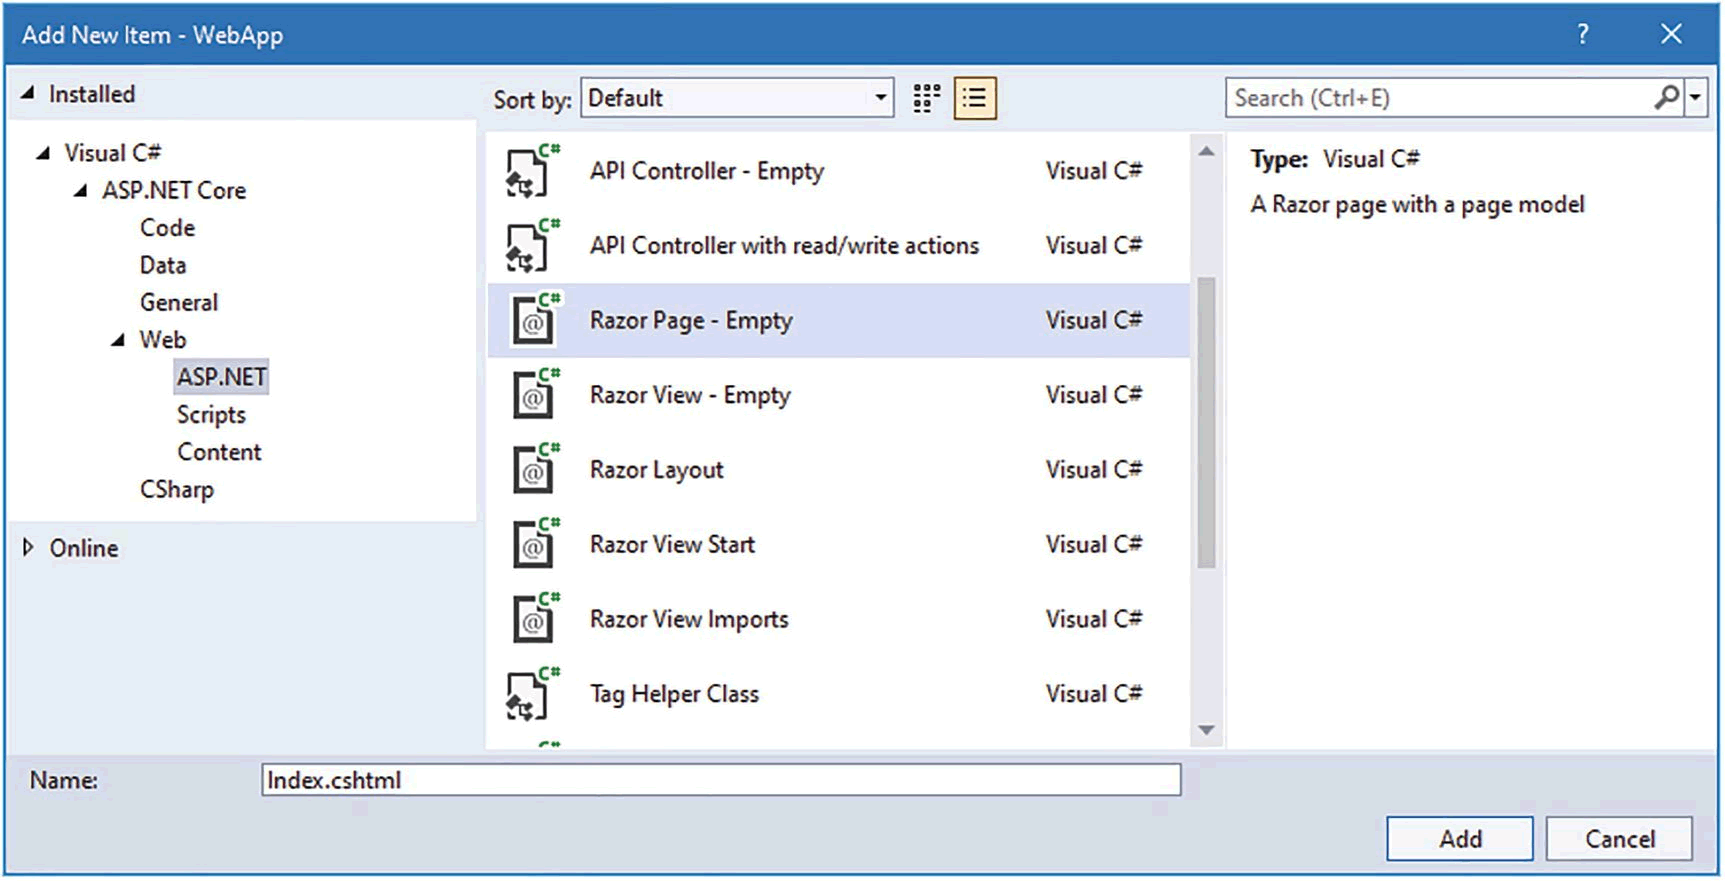 Add New Item - WebApp ?
Installed
Sort by: Default
Search (Ctrl+E)
Visual C#
ASP.NET Core
Code
Data
General
Web
ASP.NET
Scripts
Content
CSharp
Online
C# API Controller - Empty Visual C#
C# API Controller with read/write actions Visual C#
C# @ Razor Page - Empty Visual C#
C# @ Razor View - Empty Visual C#
C# @ Razor Layout Visual C#
C# @ Razor View Start Visual C#
C# @ Razor View Imports Visual C#
C# Tag Helper Class Visual C#
Type: Visual C#
A Razor page with a page model
Name: Index.cshtml
Add Cancel